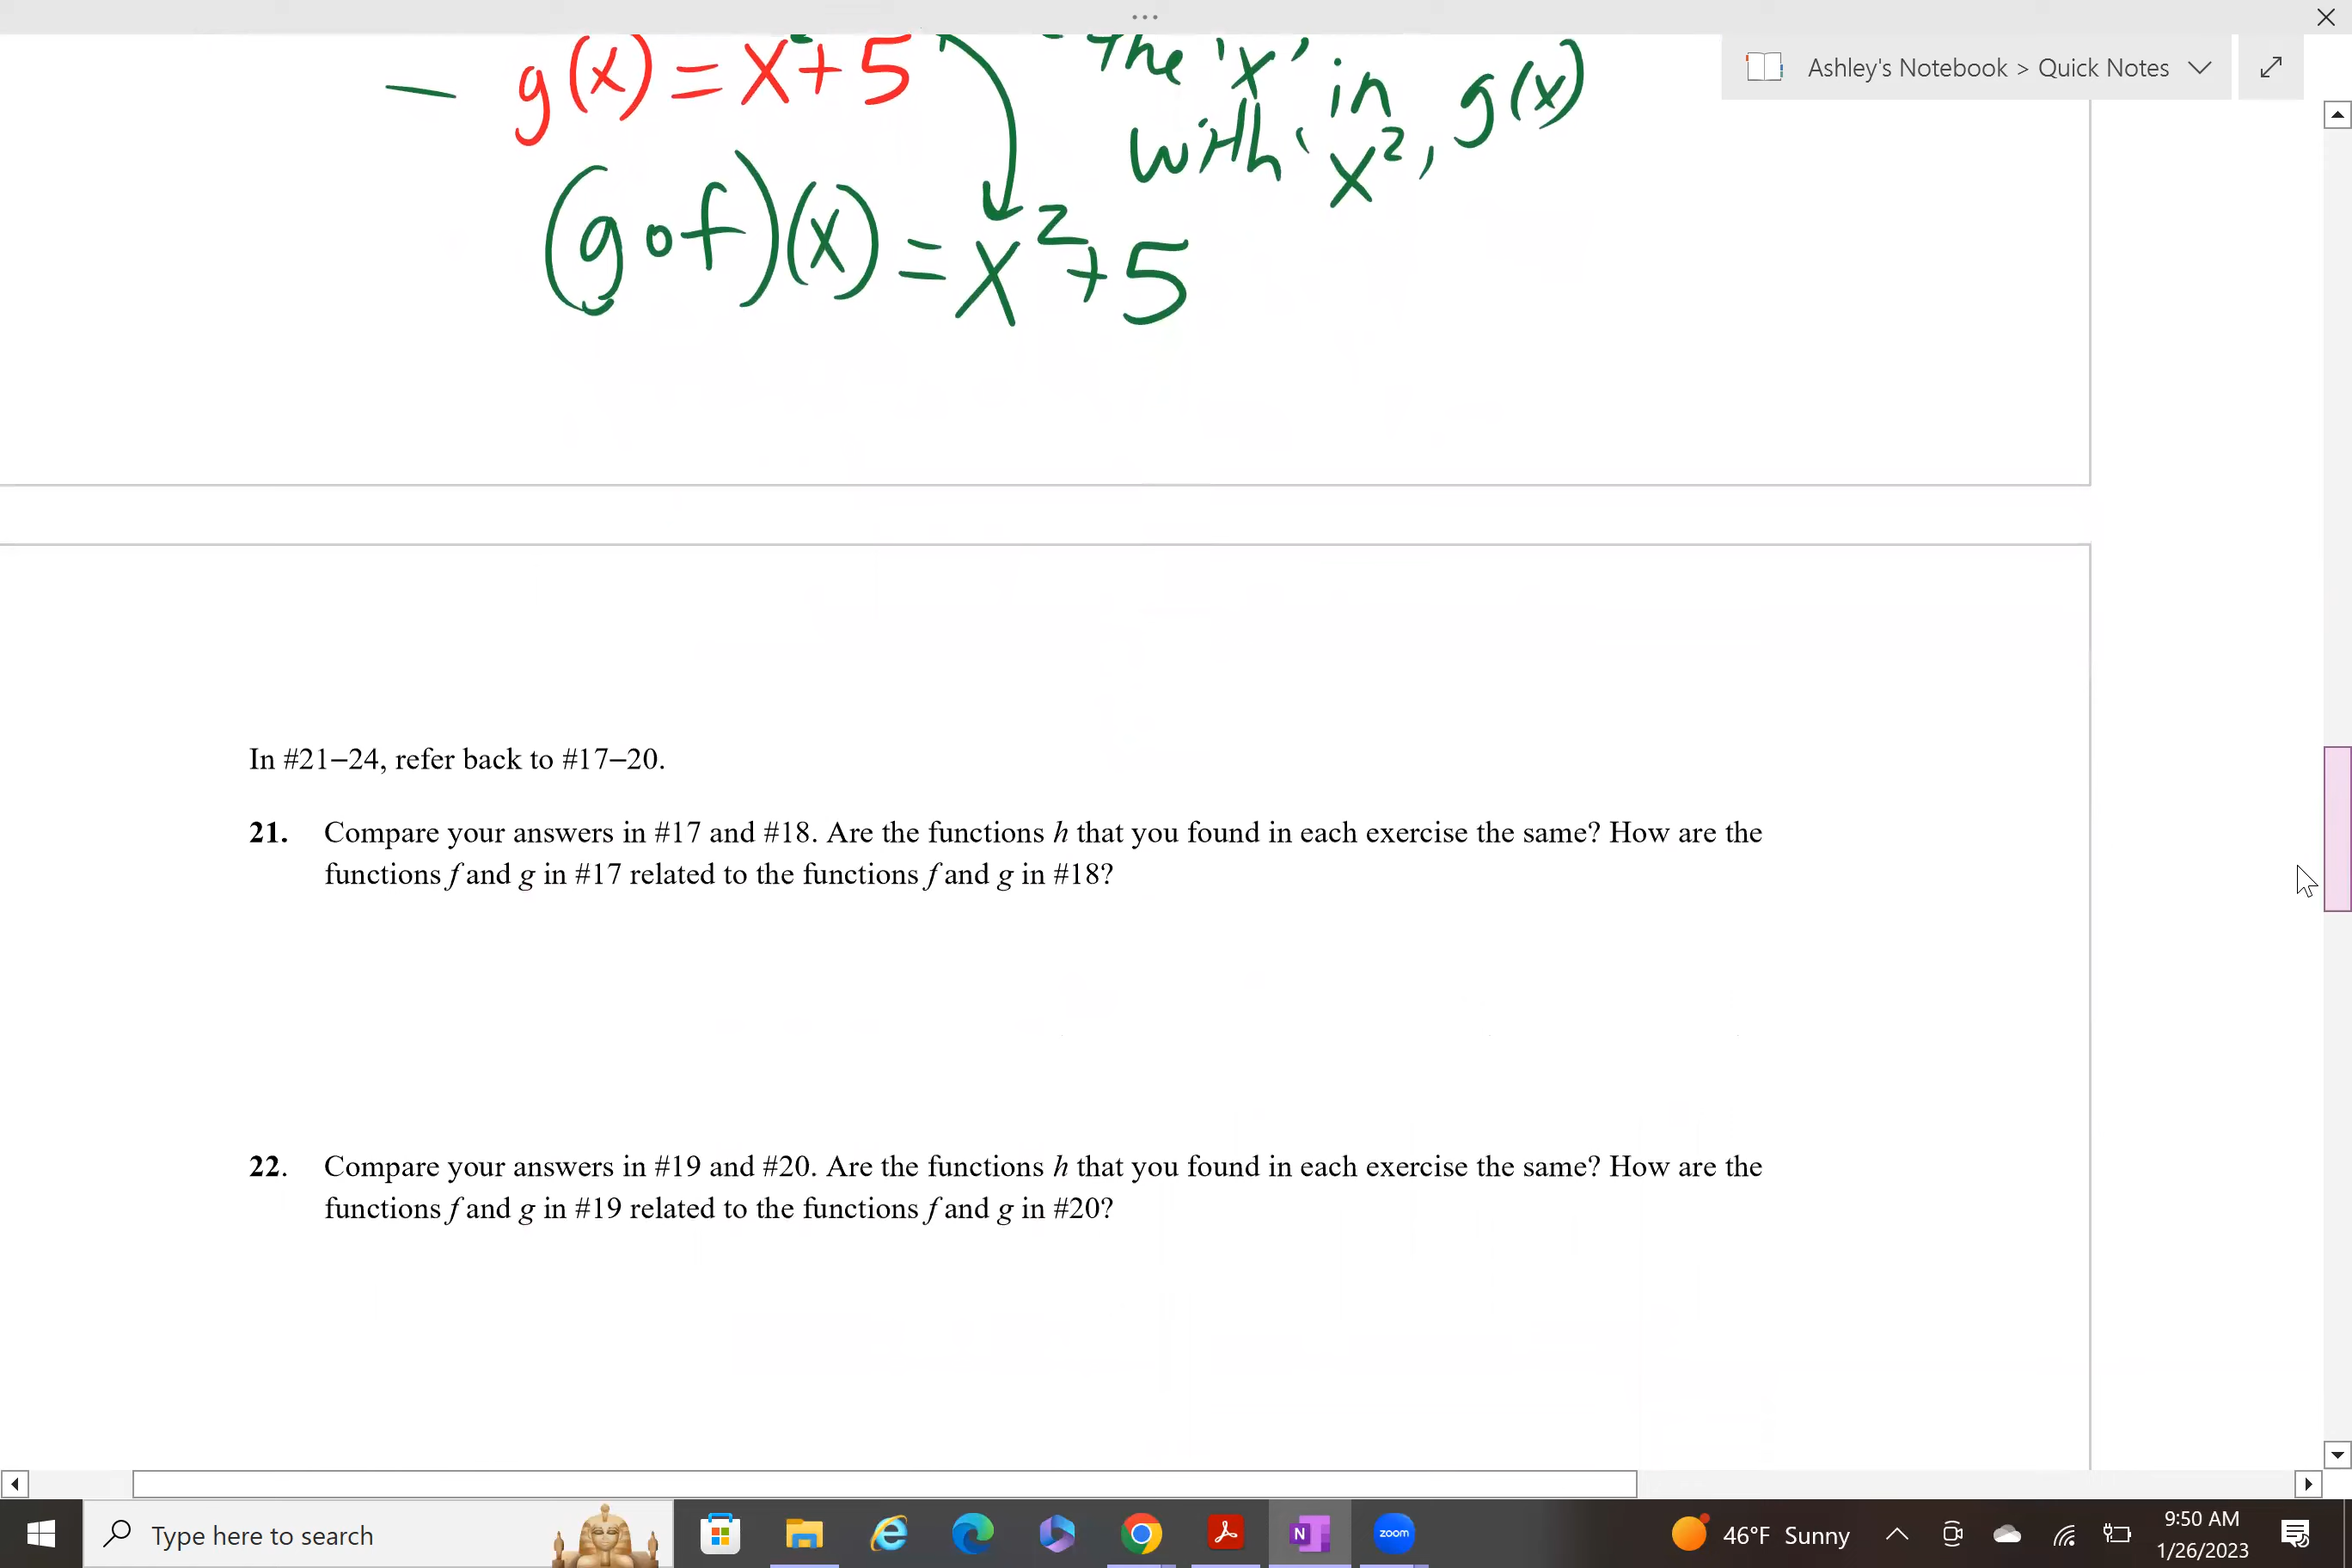 ...
Ashley's Notebook > Quick Notes
— g(x) = x + 5
the 'x' in g(x)
with 'x²'
(g∘f)(x) = x² + 5
In #21–24, refer back to #17–20.
21. Compare your answers in #17 and #18. Are the functions h that you found in each exercise the same? How are the
functions f and g in #17 related to the functions f and g in #18?
22. Compare your answers in #19 and #20. Are the functions h that you found in each exercise the same? How are the
functions f and g in #19 related to the functions f and g in #20?
Type here to search
N
zoom
46°F Sunny
9:50 AM
1/26/2023